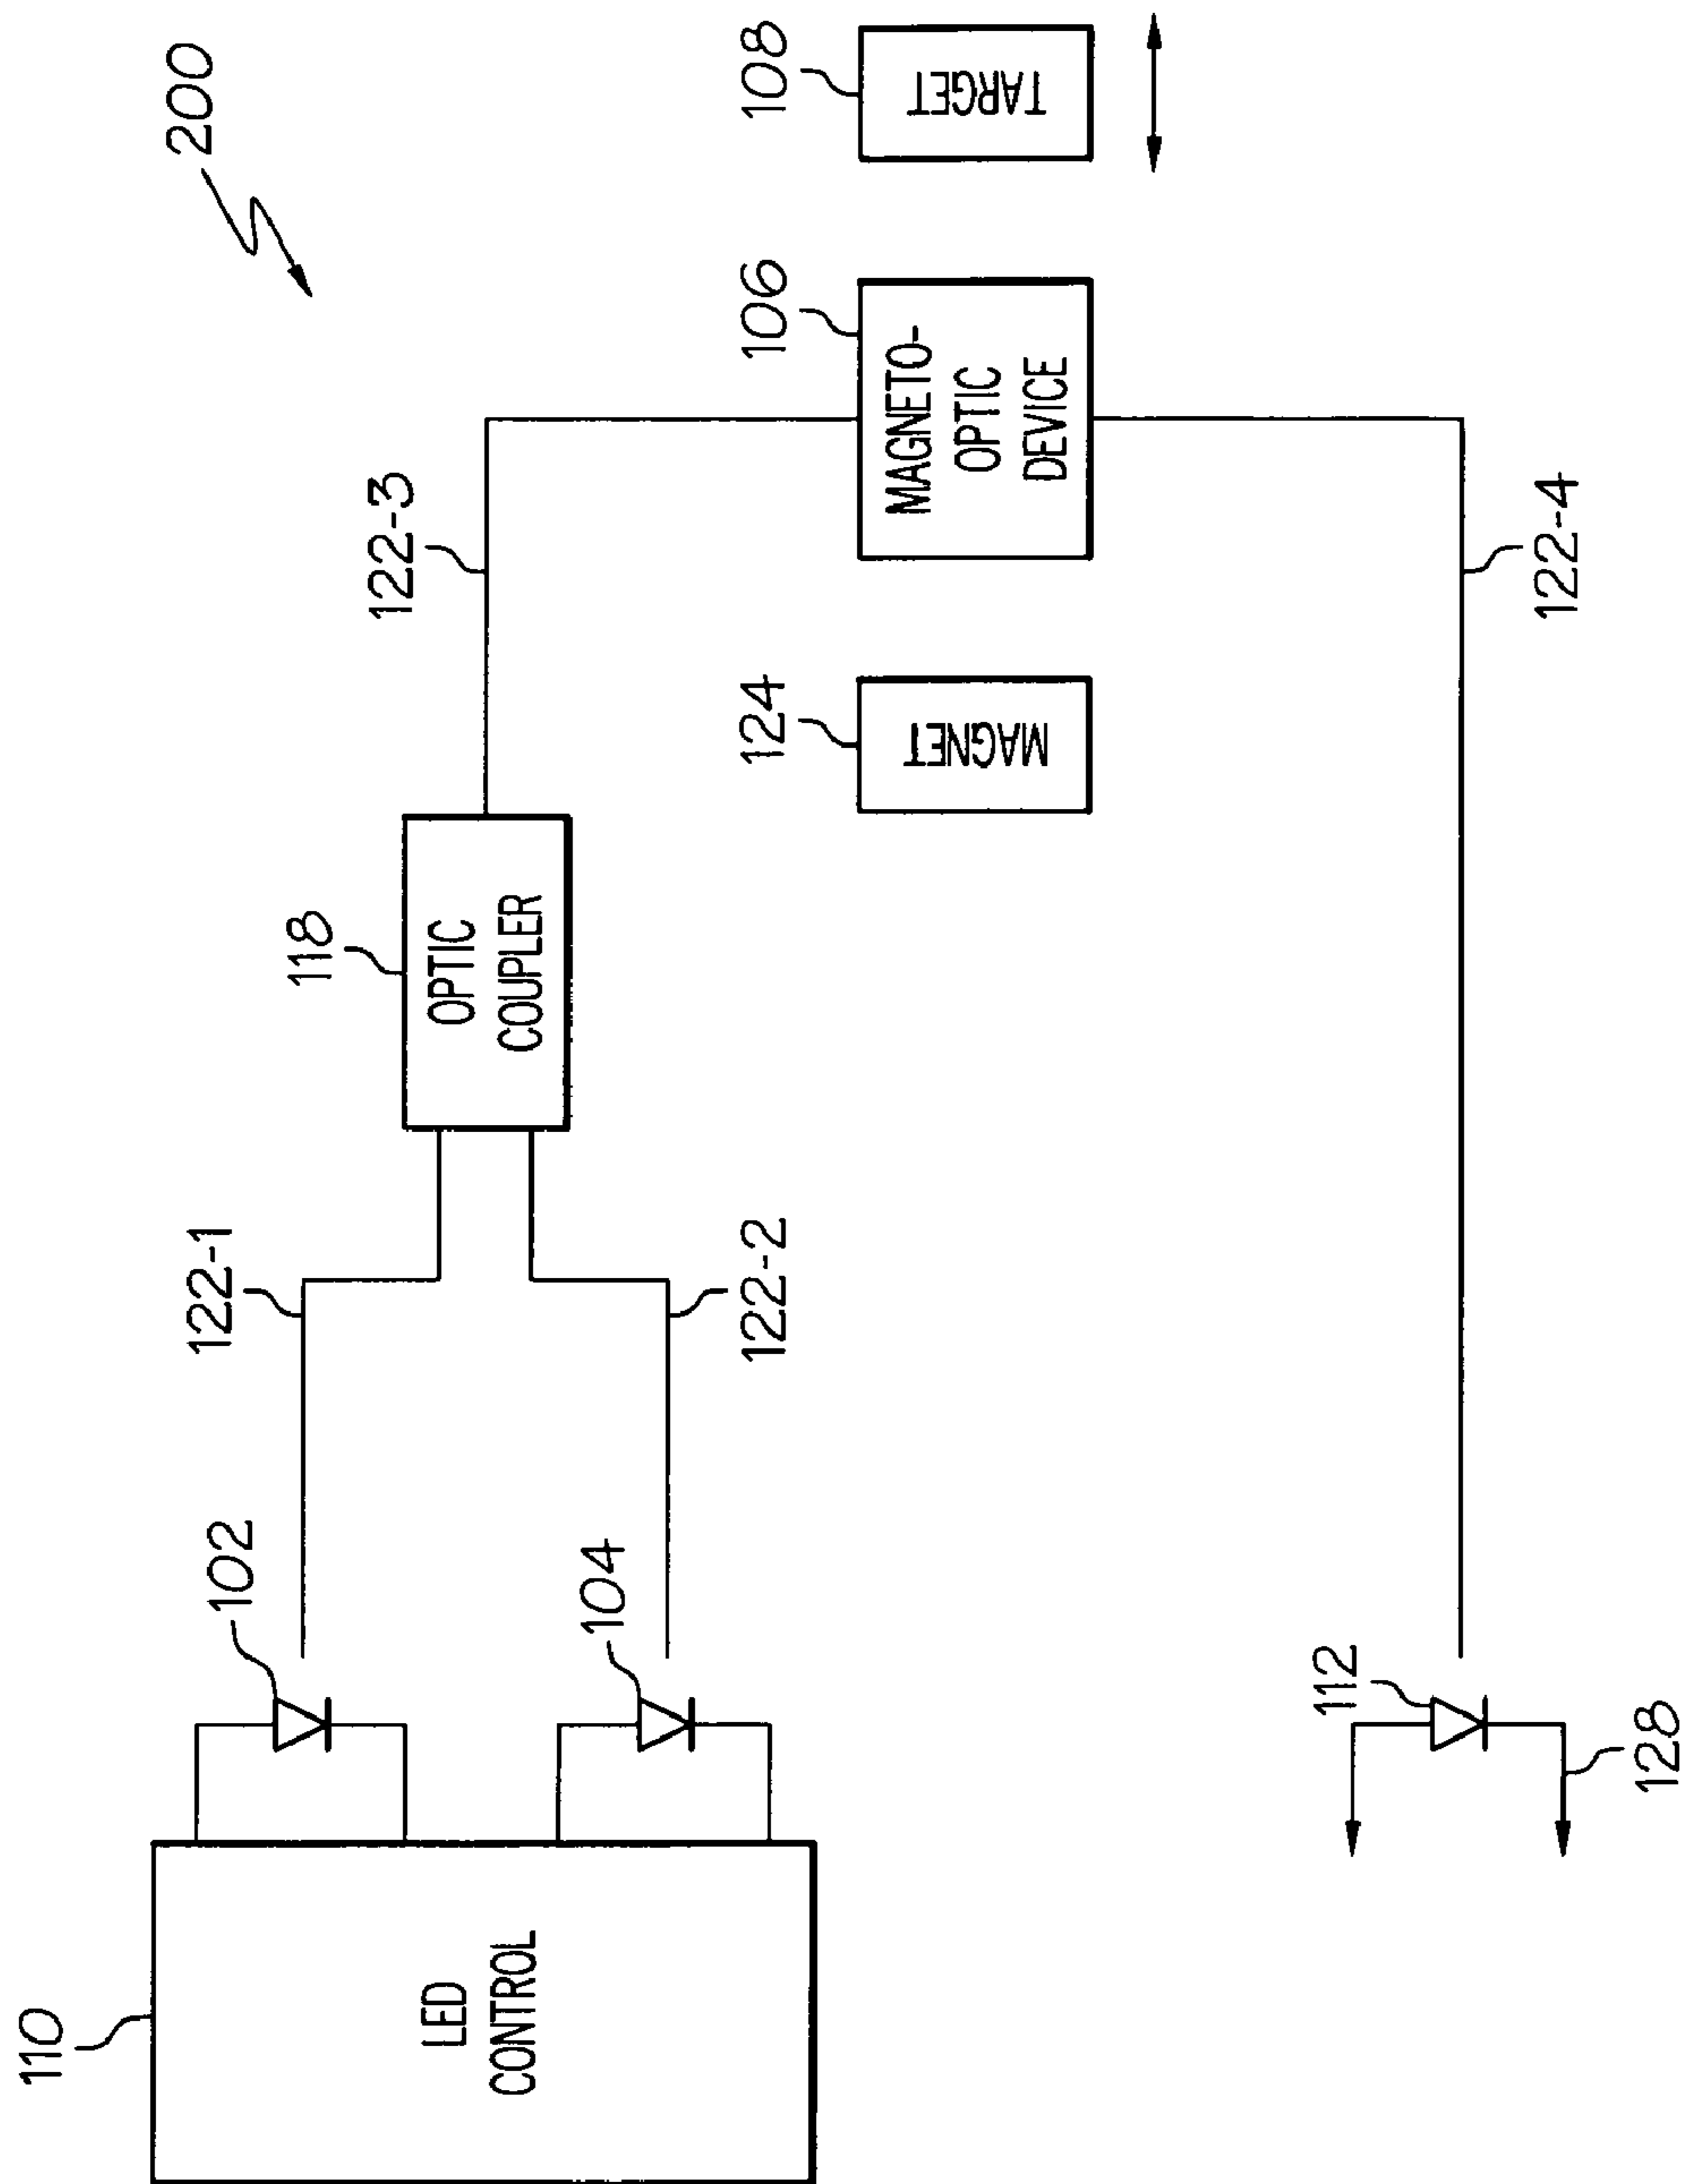 200
110
LED
CONTROL
102
104
122-1
122-2
118
OPTIC
COUPLER
122-3
124
MAGNET
106
MAGNETO-
OPTIC
DEVICE
108
TARGET
112
128
122-4